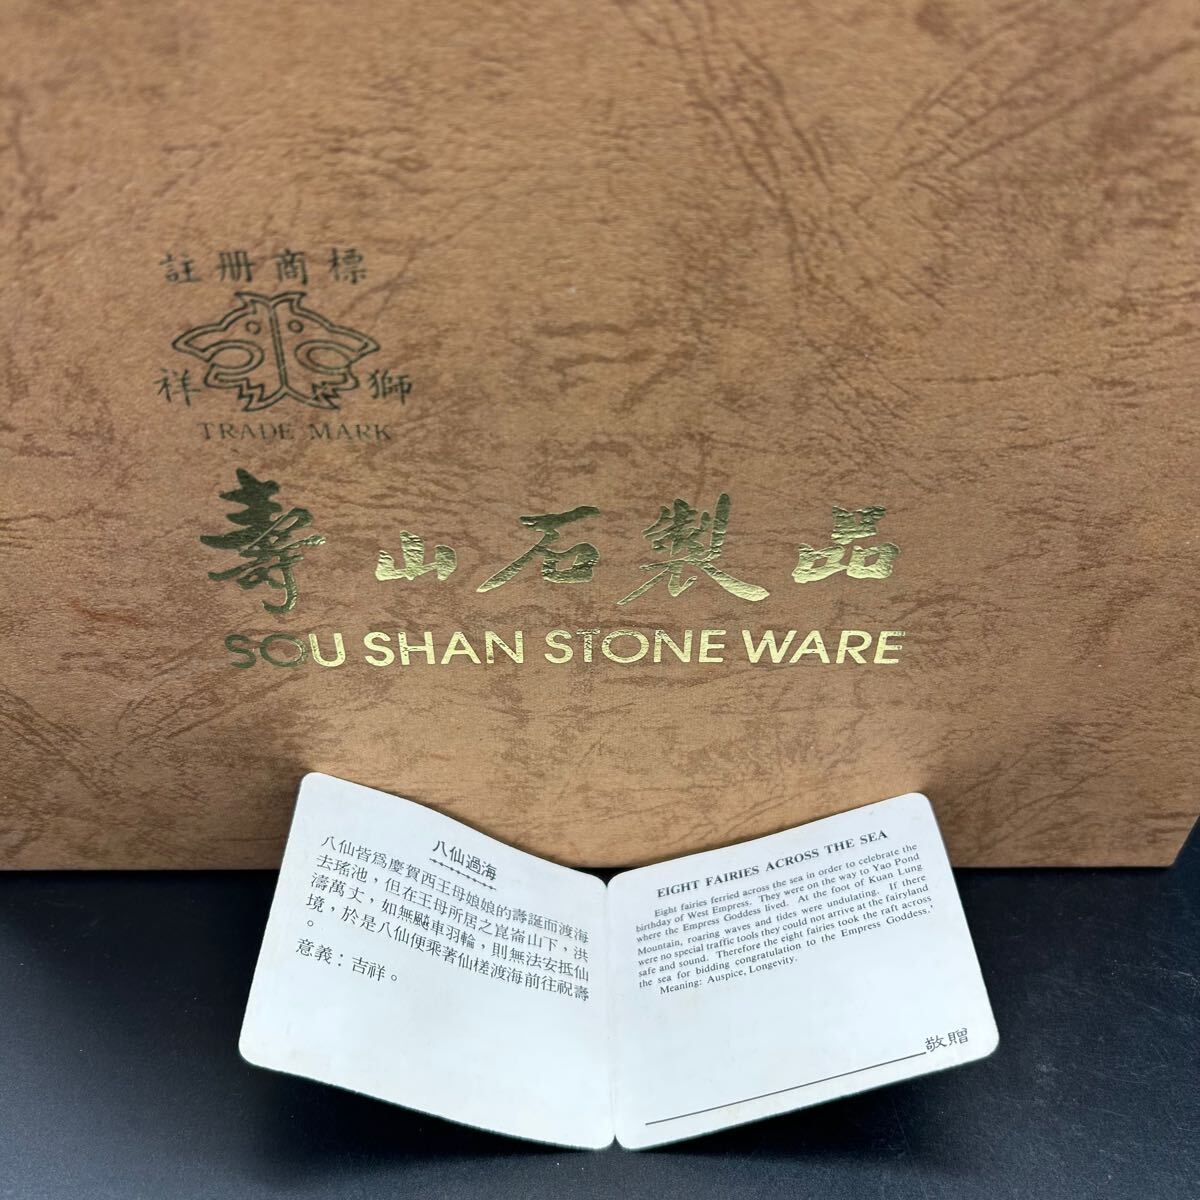 註册商標
祥 獅
TRADE MARK
壽山石製品
SOU SHAN STONE WARE
八仙過海
八仙皆爲慶賀西王母娘娘的壽誕而渡海
去瑤池，但在王母所居之崑崙山下，洪
濤萬丈，如無飈車羽輪，則無法安抵仙
境，於是八仙便乘著仙槎渡海前往祝壽
。
意義：吉祥。
EIGHT FAIRIES ACROSS THE SEA
Eight fairies ferried across the sea in order to celebrate the
birthday of West Empress. They were on the way to Yao Pond
where the Empress Goddess lived. At the foot of Kuan Lung
Mountain, roaring waves and tides were undulating. If there
were no special traffic tools they could not arrive at the fairyland
safe and sound. Therefore the eight fairies took the raft across
the sea for bidding congratulation to the Empress Goddess.'
Meaning: Auspice, Longevity.
敬贈